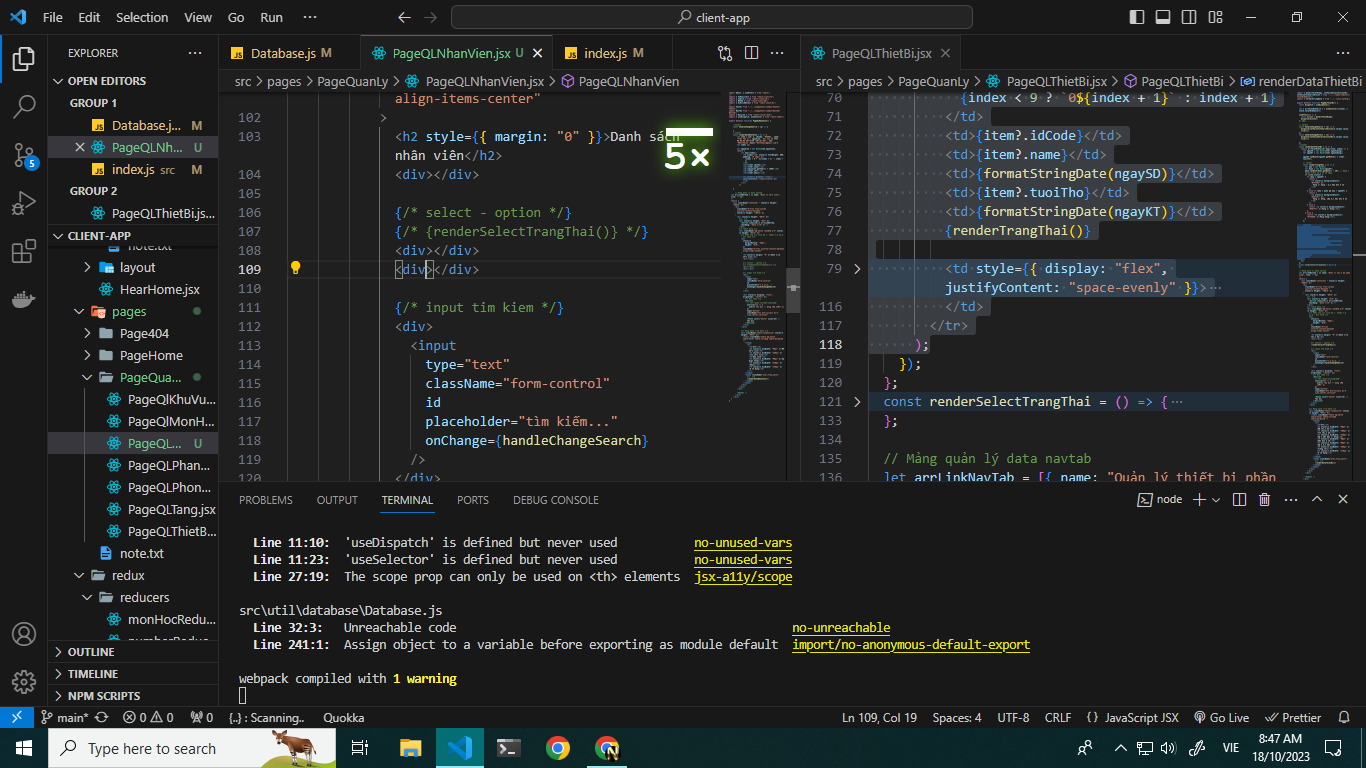 File Edit Selection View Go Run ··· client-app
EXPLORER
OPEN EDITORS
GROUP 1
Database.j... M
PageQLNh... U
index.js src M
GROUP 2
PageQLThietBi.js...
CLIENT-APP
note.txt
layout
HearHome.jsx
pages
Page404
PageHome
PageQua...
PageQlKhuVu...
PageQlMonH...
PageQL... U
PageQLPhan...
PageQLPhon...
PageQLTang.jsx
PageQLThietB...
note.txt
redux
reducers
monHocRedu...
OUTLINE
TIMELINE
NPM SCRIPTS
Database.js M PageQLNhanVien.jsx U index.js M
src > pages > PageQuanLy > PageQLNhanVien.jsx > PageQLNhanVien
align-items-center"
102 >
103 <h2 style={{ margin: "0" }}>Danh sách
nhân viên</h2>
104 <div></div>
105
106 {/* select - option */}
107 {/* {renderSelectTrangThai()} */}
108 <div></div>
109 <div></div>
110
111 {/* input tim kiem */}
112 <div>
113 <input
114 type="text"
115 className="form-control"
116 id
117 placeholder="tìm kiếm..."
118 onChange={handleChangeSearch}
119 />
120 </div>
5×
PageQLThietBi.jsx
src > pages > PageQuanLy > PageQLThietBi.jsx > PageQLThietBi > renderDataThietBi
70 {index < 9 ? `0${index + 1}` : index + 1}
71 </td>
72 <td>{item?.idCode}</td>
73 <td>{item?.name}</td>
74 <td>{formatStringDate(ngaySD)}</td>
75 <td>{item?.tuoiTho}</td>
76 <td>{formatStringDate(ngayKT)}</td>
77 {renderTrangThai()}
78
79 <td style={{ display: "flex",
justifyContent: "space-evenly" }}>···
116 </td>
117 </tr>
118 );
119 });
120 };
121 const renderSelectTrangThai = () => {···
133 };
134
135 // Mảng quản lý data navtab
136 let arrLinkNavTab = [{ name: "Quản lý thiết bị phần
PROBLEMS OUTPUT TERMINAL PORTS DEBUG CONSOLE node
Line 11:10: 'useDispatch' is defined but never used no-unused-vars
Line 11:23: 'useSelector' is defined but never used no-unused-vars
Line 27:19: The scope prop can only be used on <th> elements jsx-a11y/scope
src\util\database\Database.js
Line 32:3: Unreachable code no-unreachable
Line 241:1: Assign object to a variable before exporting as module default import/no-anonymous-default-export
webpack compiled with 1 warning
main* 0 0 0 {..} : Scanning.. Quokka Ln 109, Col 19 Spaces: 4 UTF-8 CRLF {} JavaScript JSX Go Live Prettier
Type here to search VIE 8:47 AM
18/10/2023
5